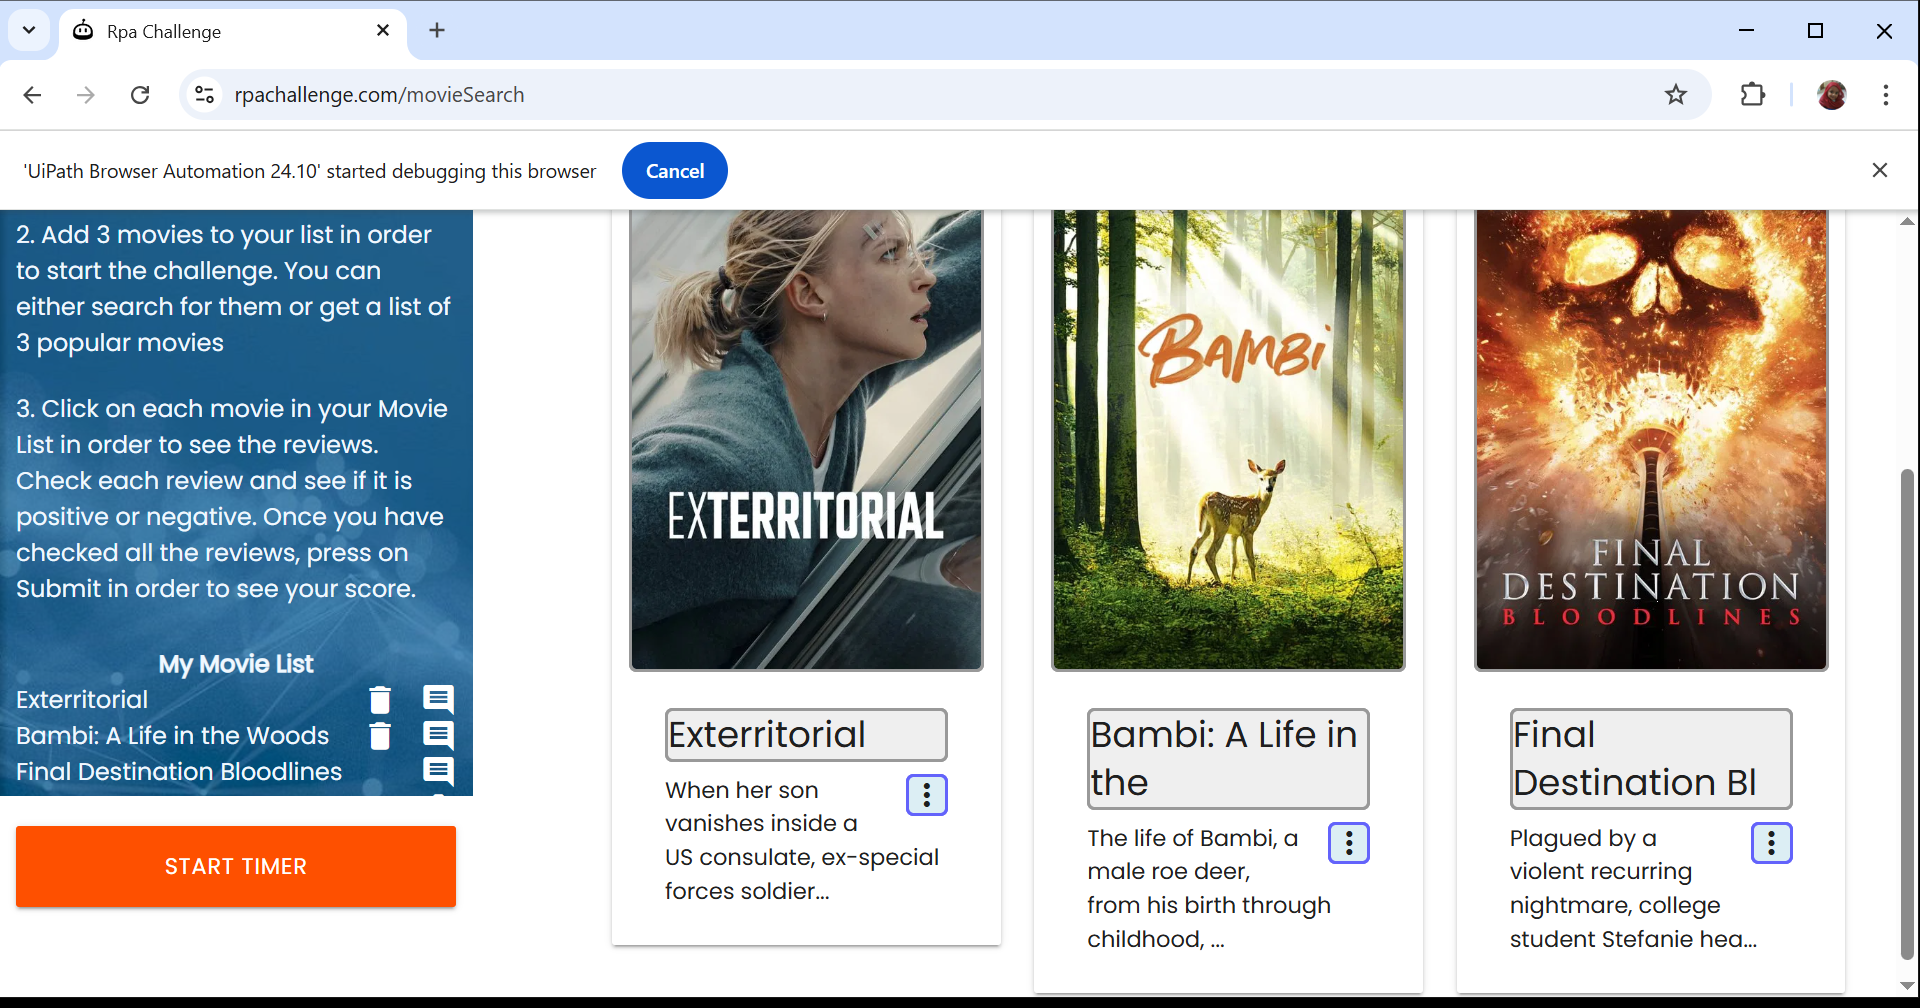 Rpa Challenge
rpachallenge.com/movieSearch
'UiPath Browser Automation 24.10' started debugging this browser
Cancel
2. Add 3 movies to your list in order
to start the challenge. You can
either search for them or get a list of
3 popular movies
3. Click on each movie in your Movie
List in order to see the reviews.
Check each review and see if it is
positive or negative. Once you have
checked all the reviews, press on
Submit in order to see your score.
My Movie List
Exterritorial
Bambi: A Life in the Woods
Final Destination Bloodlines
START TIMER
EXTERRITORIAL
Exterritorial
When her son
vanishes inside a
US consulate, ex-special
forces soldier...
BAMBI
Bambi: A Life in
the
The life of Bambi, a
male roe deer,
from his birth through
childhood, ...
FINAL
DESTINATION
BLOODLINES
Final
Destination Bl
Plagued by a
violent recurring
nightmare, college
student Stefanie hea...